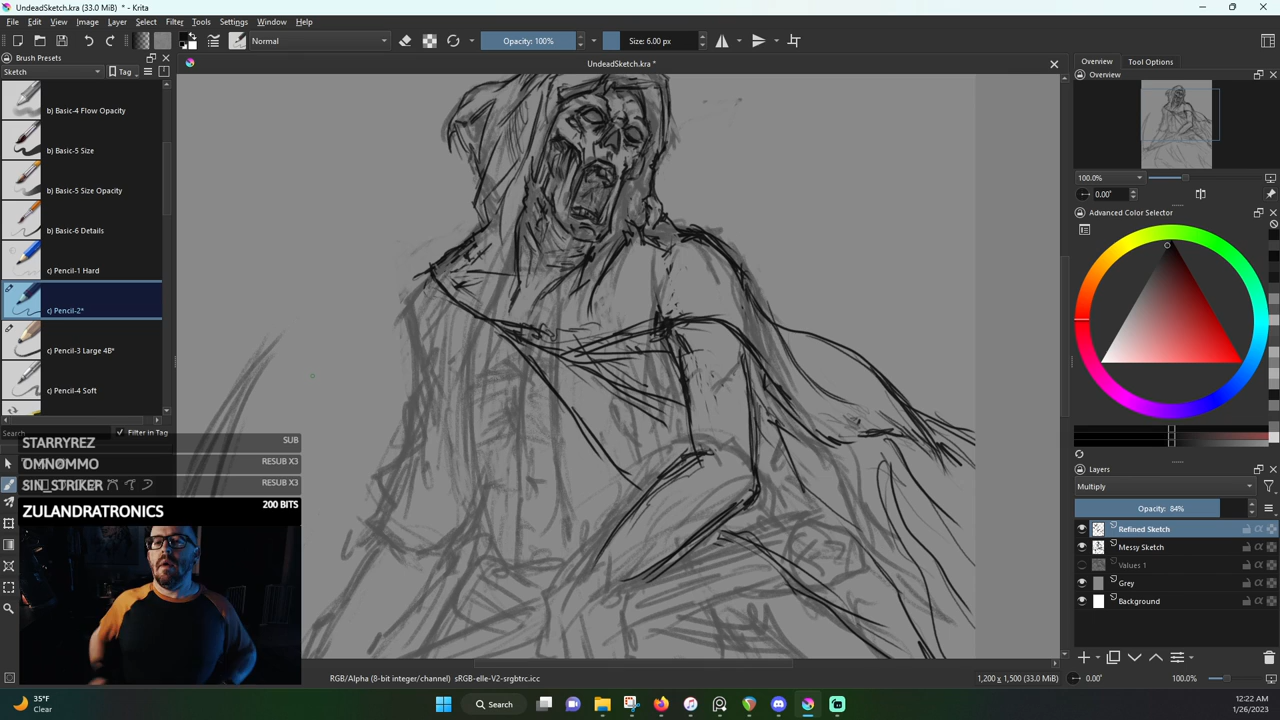 UndeadSketch.kra (33.0 MiB) * - Krita
File Edit View Image Layer Select Filter Tools Settings Window Help
Normal
Opacity: 100%
Size: 6.00 px
Brush Presets
UndeadSketch.kra *
Overview
Tool Options
Sketch
Tag
Overview
b) Basic-4 Flow Opacity
b) Basic-5 Size
b) Basic-5 Size Opacity
b) Basic-6 Details
c) Pencil-1 Hard
c) Pencil-2*
c) Pencil-3 Large 4B*
c) Pencil-4 Soft
100.0%
0.00°
Advanced Color Selector
Search
Filter in Tag
STARRYREZ SUB
OMNOMMO RESUB X3
SIN_STRIKER RESUB X3
ZULANDRATRONICS 200 BITS
Layers
Multiply
Opacity: 84%
Refined Sketch
Messy Sketch
Values 1
Grey
Background
RGB/Alpha (8-bit integer/channel) sRGB-elle-V2-srgbtrc.icc
1,200 x 1,500 (33.0 MiB)
0.00°
100.0%
35°F
Clear
Search
12:22 AM
1/26/2023